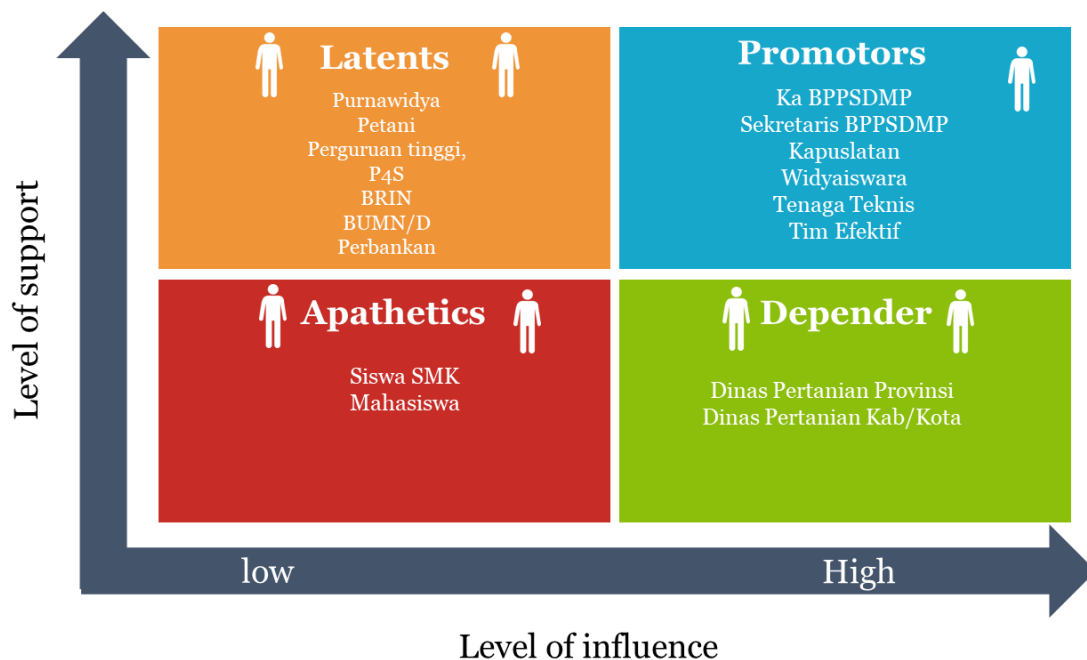 Level of support
Latents
Purnawidya
Petani
Perguruan tinggi,
P4S
BRIN
BUMN/D
Perbankan
Promotors
Ka BPPSDMP
Sekretaris BPPSDMP
Kapuslatan
Widyaiswara
Tenaga Teknis
Tim Efektif
Apathetics
Siswa SMK
Mahasiswa
Depender
Dinas Pertanian Provinsi
Dinas Pertanian Kab/Kota
low
High
Level of influence